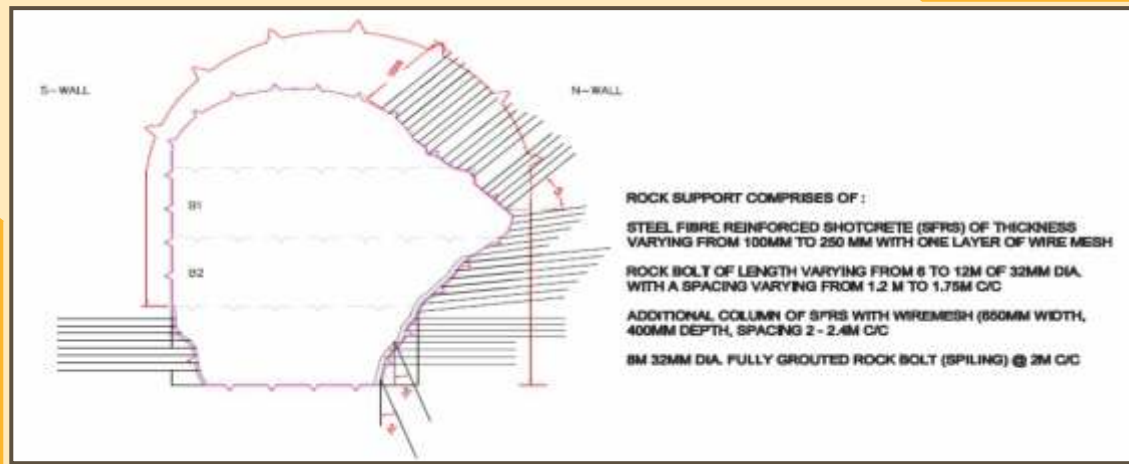 S-WALL
N-WALL
B1
B2
ROCK SUPPORT COMPRISES OF :
STEEL FIBRE REINFORCED SHOTCRETE (SFRS) OF THICKNESS
VARYING FROM 100MM TO 250 MM WITH ONE LAYER OF WIRE MESH
ROCK BOLT OF LENGTH VARYING FROM 6 TO 12M OF 32MM DIA.
WITH A SPACING VARYING FROM 1.2 M TO 1.75M C/C
ADDITIONAL COLUMN OF SFRS WITH WIREMESH (650MM WIDTH,
400MM DEPTH, SPACING 2 - 2.4M C/C
8M 32MM DIA. FULLY GROUTED ROCK BOLT (SPILING) @ 2M C/C